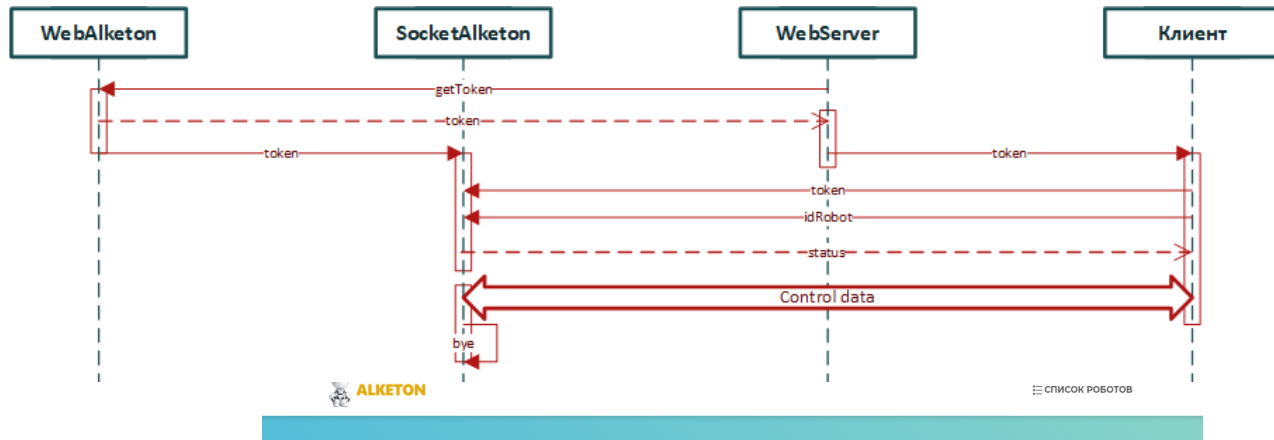 WebAlketon
SocketAlketon
WebServer
Клиент
getToken
token
token
token
token
idRobot
status
Control data
bye
ALKETON
СПИСОК РОБОТОВ